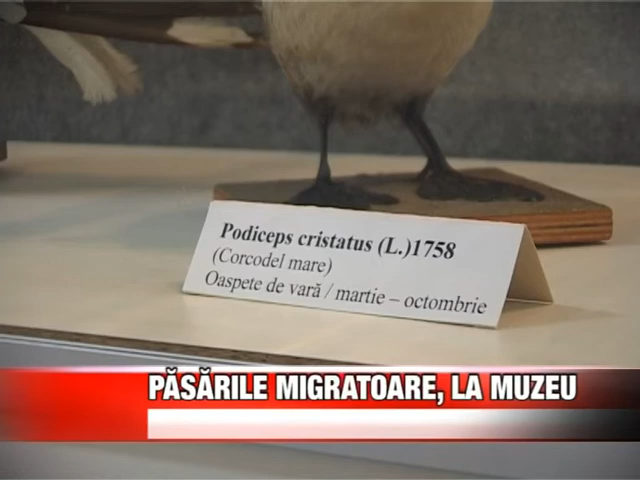 Podiceps cristatus (L.)1758
(Corcodel mare)
Oaspete de vară / martie – octombrie
PĂSĂRILE MIGRATOARE, LA MUZEU